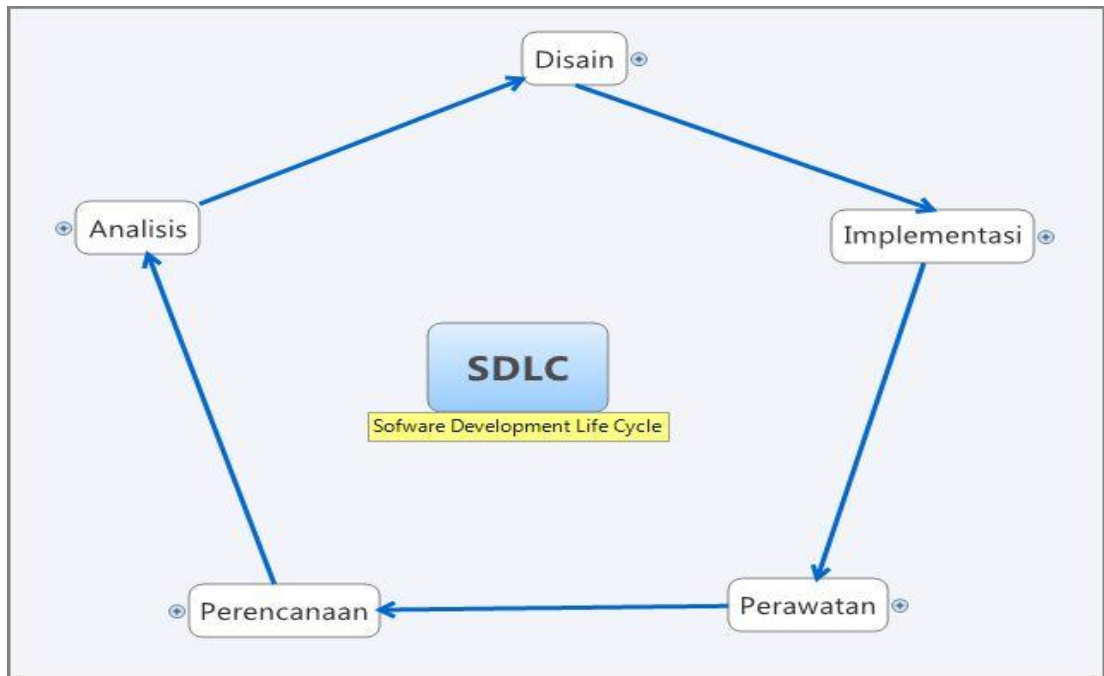 Disain
Analisis
Implementasi
SDLC
Sofware Development Life Cycle
Perencanaan
Perawatan